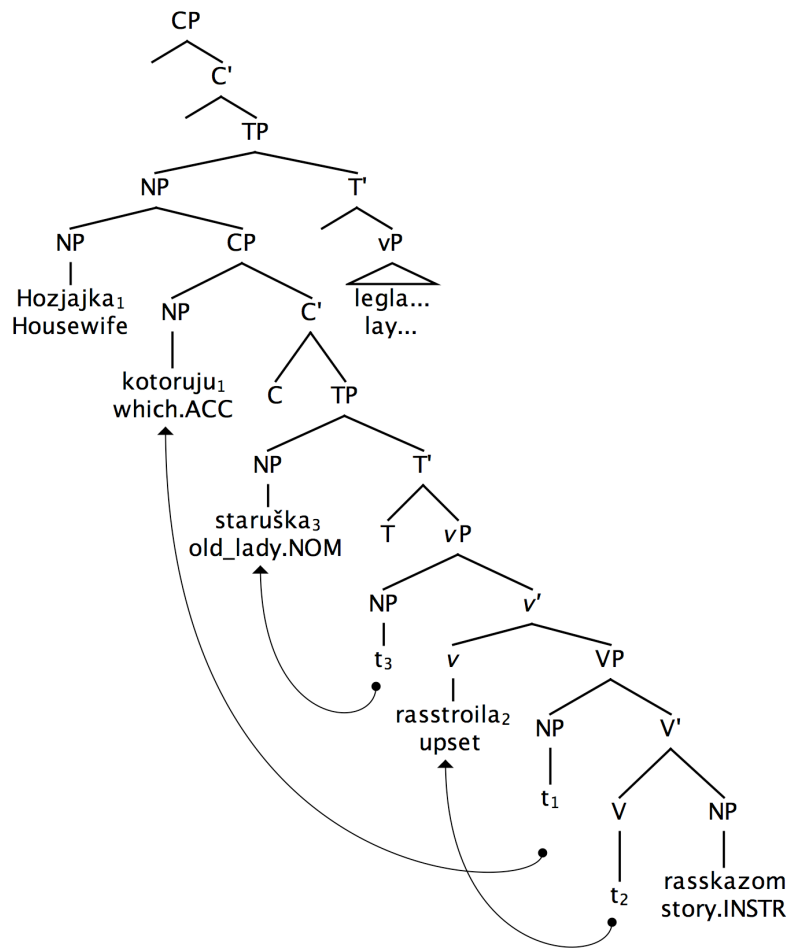 CP
C'
TP
NP T'
NP CP vP
Hozjajka₁ NP C' legla...
Housewife lay...
kotoruju₁ C TP
which.ACC
NP T'
staruška₃ T vP
old_lady.NOM
NP v'
t₃ v VP
rasstroila₂ NP V'
upset
t₁ V NP
t₂ rasskazom
story.INSTR